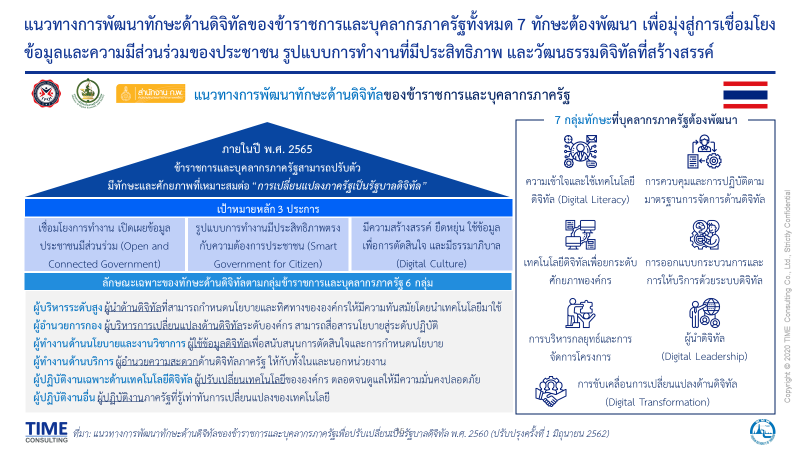 แนวทางการพัฒนาทักษะด้านดิจิทัลของข้าราชการและบุคลากรภาครัฐทั้งหมด 7 ทักษะต้องพัฒนา เพื่อมุ่งสู่การเชื่อมโยง
ข้อมูลและความมีส่วนร่วมของประชาชน รูปแบบการทำงานที่มีประสิทธิภาพ และวัฒนธรรมดิจิทัลที่สร้างสรรค์
สำนักงาน ก.พ.
แนวทางการพัฒนาทักษะด้านดิจิทัลของข้าราชการและบุคลากรภาครัฐ
ภายในปี พ.ศ. 2565
ข้าราชการและบุคลากรภาครัฐสามารถปรับตัว
มีทักษะและศักยภาพที่เหมาะสมต่อ “การเปลี่ยนแปลงภาครัฐเป็นรัฐบาลดิจิทัล”
เป้าหมายหลัก 3 ประการ
เชื่อมโยงการทำงาน เปิดเผยข้อมูล
ประชาชนมีส่วนร่วม (Open and
Connected Government)
รูปแบบการทำงานมีประสิทธิภาพตรง
กับความต้องการประชาชน (Smart
Government for Citizen)
มีความสร้างสรรค์ ยืดหยุ่น ใช้ข้อมูล
เพื่อการตัดสินใจ และมีธรรมาภิบาล
(Digital Culture)
ลักษณะเฉพาะของทักษะด้านดิจิทัลตามกลุ่มข้าราชการและบุคลากรภาครัฐ 6 กลุ่ม
ผู้บริหารระดับสูง ผู้นำด้านดิจิทัลที่สามารถกำหนดนโยบายและทิศทางขององค์กรให้มีความทันสมัยโดยนำเทคโนโลยีมาใช้
ผู้อำนวยการกอง ผู้บริหารการเปลี่ยนแปลงด้านดิจิทัลระดับองค์กร สามารถสื่อสารนโยบายสู่ระดับปฏิบัติ
ผู้ทำงานด้านนโยบายและงานวิชาการ ผู้ใช้ข้อมูลดิจิทัลเพื่อสนับสนุนการตัดสินใจและการกำหนดนโยบาย
ผู้ทำงานด้านบริการ ผู้อำนวยความสะดวกด้านดิจิทัลภาครัฐ ให้กับทั้งในและนอกหน่วยงาน
ผู้ปฏิบัติงานเฉพาะด้านเทคโนโลยีดิจิทัล ผู้ปรับเปลี่ยนเทคโนโลยีขององค์กร ตลอดจนดูแลให้มีความมั่นคงปลอดภัย
ผู้ปฏิบัติงานอื่น ผู้ปฏิบัติงานภาครัฐที่รู้เท่าทันการเปลี่ยนแปลงของเทคโนโลยี
7 กลุ่มทักษะที่บุคลากรภาครัฐต้องพัฒนา
ความเข้าใจและใช้เทคโนโลยี
ดิจิทัล (Digital Literacy)
การควบคุมและการปฏิบัติตาม
มาตรฐานการจัดการด้านดิจิทัล
เทคโนโลยีดิจิทัลเพื่อยกระดับ
ศักยภาพองค์กร
การออกแบบกระบวนการและ
การให้บริการด้วยระบบดิจิทัล
การบริหารกลยุทธ์และการ
จัดการโครงการ
ผู้นำดิจิทัล
(Digital Leadership)
การขับเคลื่อนการเปลี่ยนแปลงด้านดิจิทัล
(Digital Transformation)
Copyright © 2020 TIME Consulting Co., Ltd., Strictly Confidential
TIME
CONSULTING
ที่มา: แนวทางการพัฒนาทักษะด้านดิจิทัลของข้าราชการและบุคลากรภาครัฐเพื่อปรับเปลี่ยนเป็นรัฐบาลดิจิทัล พ.ศ. 2560 (ปรับปรุงครั้งที่ 1 มิถุนายน 2562)